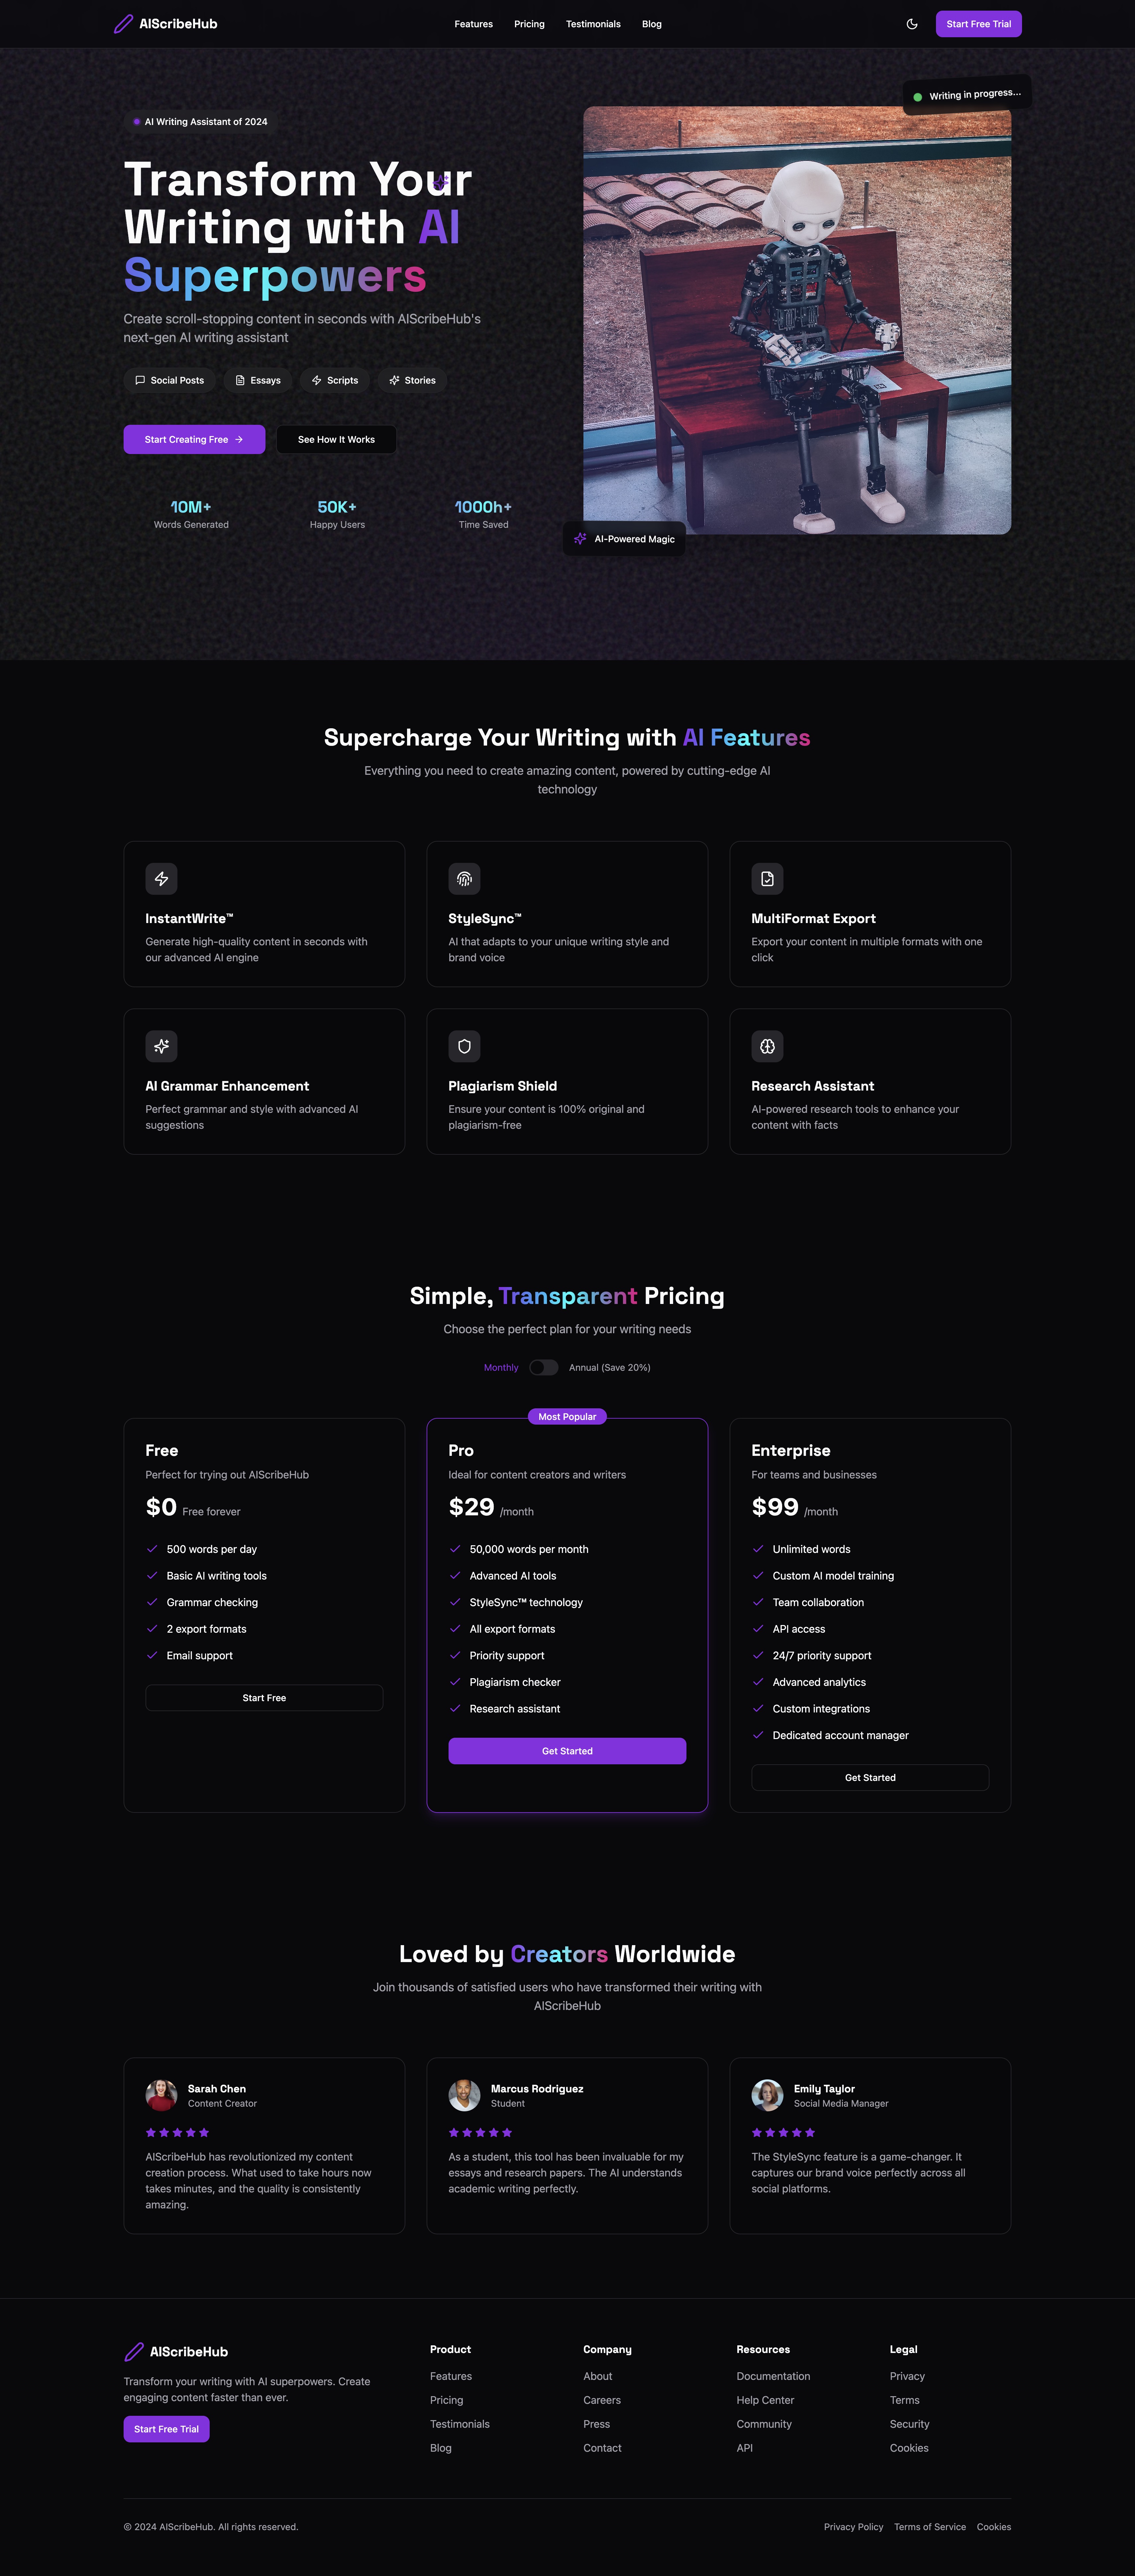 AIScribeHub
Features
Pricing
Testimonials
Blog
Start Free Trial
Writing in progress...
AI Writing Assistant of 2024
Transform Your
Writing with AI
Superpowers
Create scroll-stopping content in seconds with AIScribeHub's
next-gen AI writing assistant
Social Posts
Essays
Scripts
Stories
Start Creating Free
See How It Works
10M+
Words Generated
50K+
Happy Users
1000h+
Time Saved
AI-Powered Magic
Supercharge Your Writing with AI Features
Everything you need to create amazing content, powered by cutting-edge AI
technology
InstantWrite™
Generate high-quality content in seconds with
our advanced AI engine
StyleSync™
AI that adapts to your unique writing style and
brand voice
MultiFormat Export
Export your content in multiple formats with one
click
AI Grammar Enhancement
Perfect grammar and style with advanced AI
suggestions
Plagiarism Shield
Ensure your content is 100% original and
plagiarism-free
Research Assistant
AI-powered research tools to enhance your
content with facts
Simple, Transparent Pricing
Choose the perfect plan for your writing needs
Monthly
Annual (Save 20%)
Free
Perfect for trying out AIScribeHub
$0 Free forever
500 words per day
Basic AI writing tools
Grammar checking
2 export formats
Email support
Start Free
Most Popular
Pro
Ideal for content creators and writers
$29 /month
50,000 words per month
Advanced AI tools
StyleSync™ technology
All export formats
Priority support
Plagiarism checker
Research assistant
Get Started
Enterprise
For teams and businesses
$99 /month
Unlimited words
Custom AI model training
Team collaboration
API access
24/7 priority support
Advanced analytics
Custom integrations
Dedicated account manager
Get Started
Loved by Creators Worldwide
Join thousands of satisfied users who have transformed their writing with
AIScribeHub
Sarah Chen
Content Creator
AIScribeHub has revolutionized my content
creation process. What used to take hours now
takes minutes, and the quality is consistently
amazing.
Marcus Rodriguez
Student
As a student, this tool has been invaluable for my
essays and research papers. The AI understands
academic writing perfectly.
Emily Taylor
Social Media Manager
The StyleSync feature is a game-changer. It
captures our brand voice perfectly across all
social platforms.
AIScribeHub
Transform your writing with AI superpowers. Create
engaging content faster than ever.
Start Free Trial
Product
Features
Pricing
Testimonials
Blog
Company
About
Careers
Press
Contact
Resources
Documentation
Help Center
Community
API
Legal
Privacy
Terms
Security
Cookies
© 2024 AIScribeHub. All rights reserved.
Privacy Policy
Terms of Service
Cookies